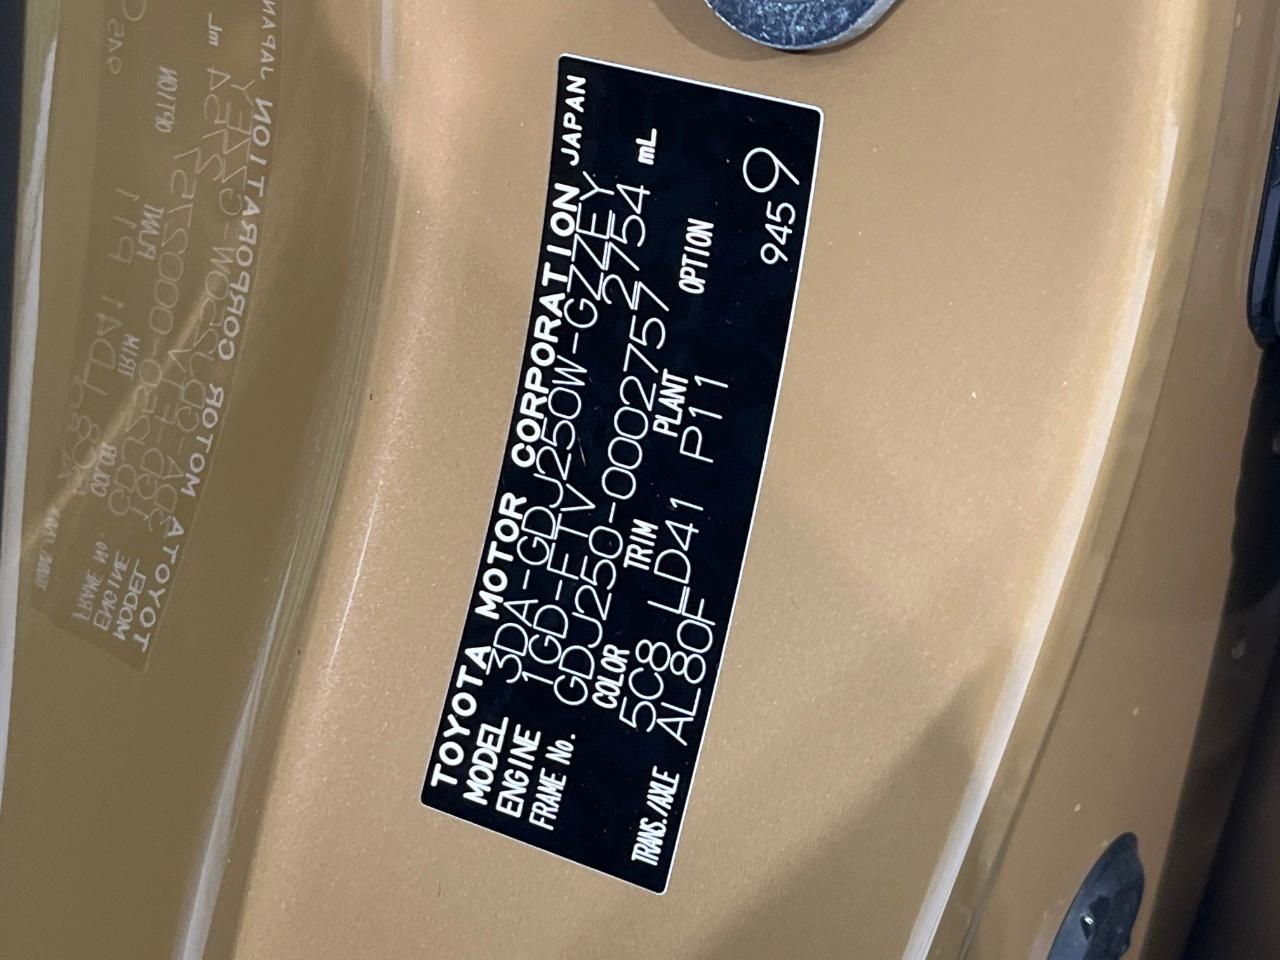 TOYOTA MOTOR CORPORATION JAPAN
MODEL 3DA-GDJ250W-GZZEY
ENGINE 1GD-FTV 2754 mL
FRAME No. GDJ250-0002757
COLOR TRIM PLANT OPTION
5C8 LD41 P11
TRANS./AXLE AL80F
9459